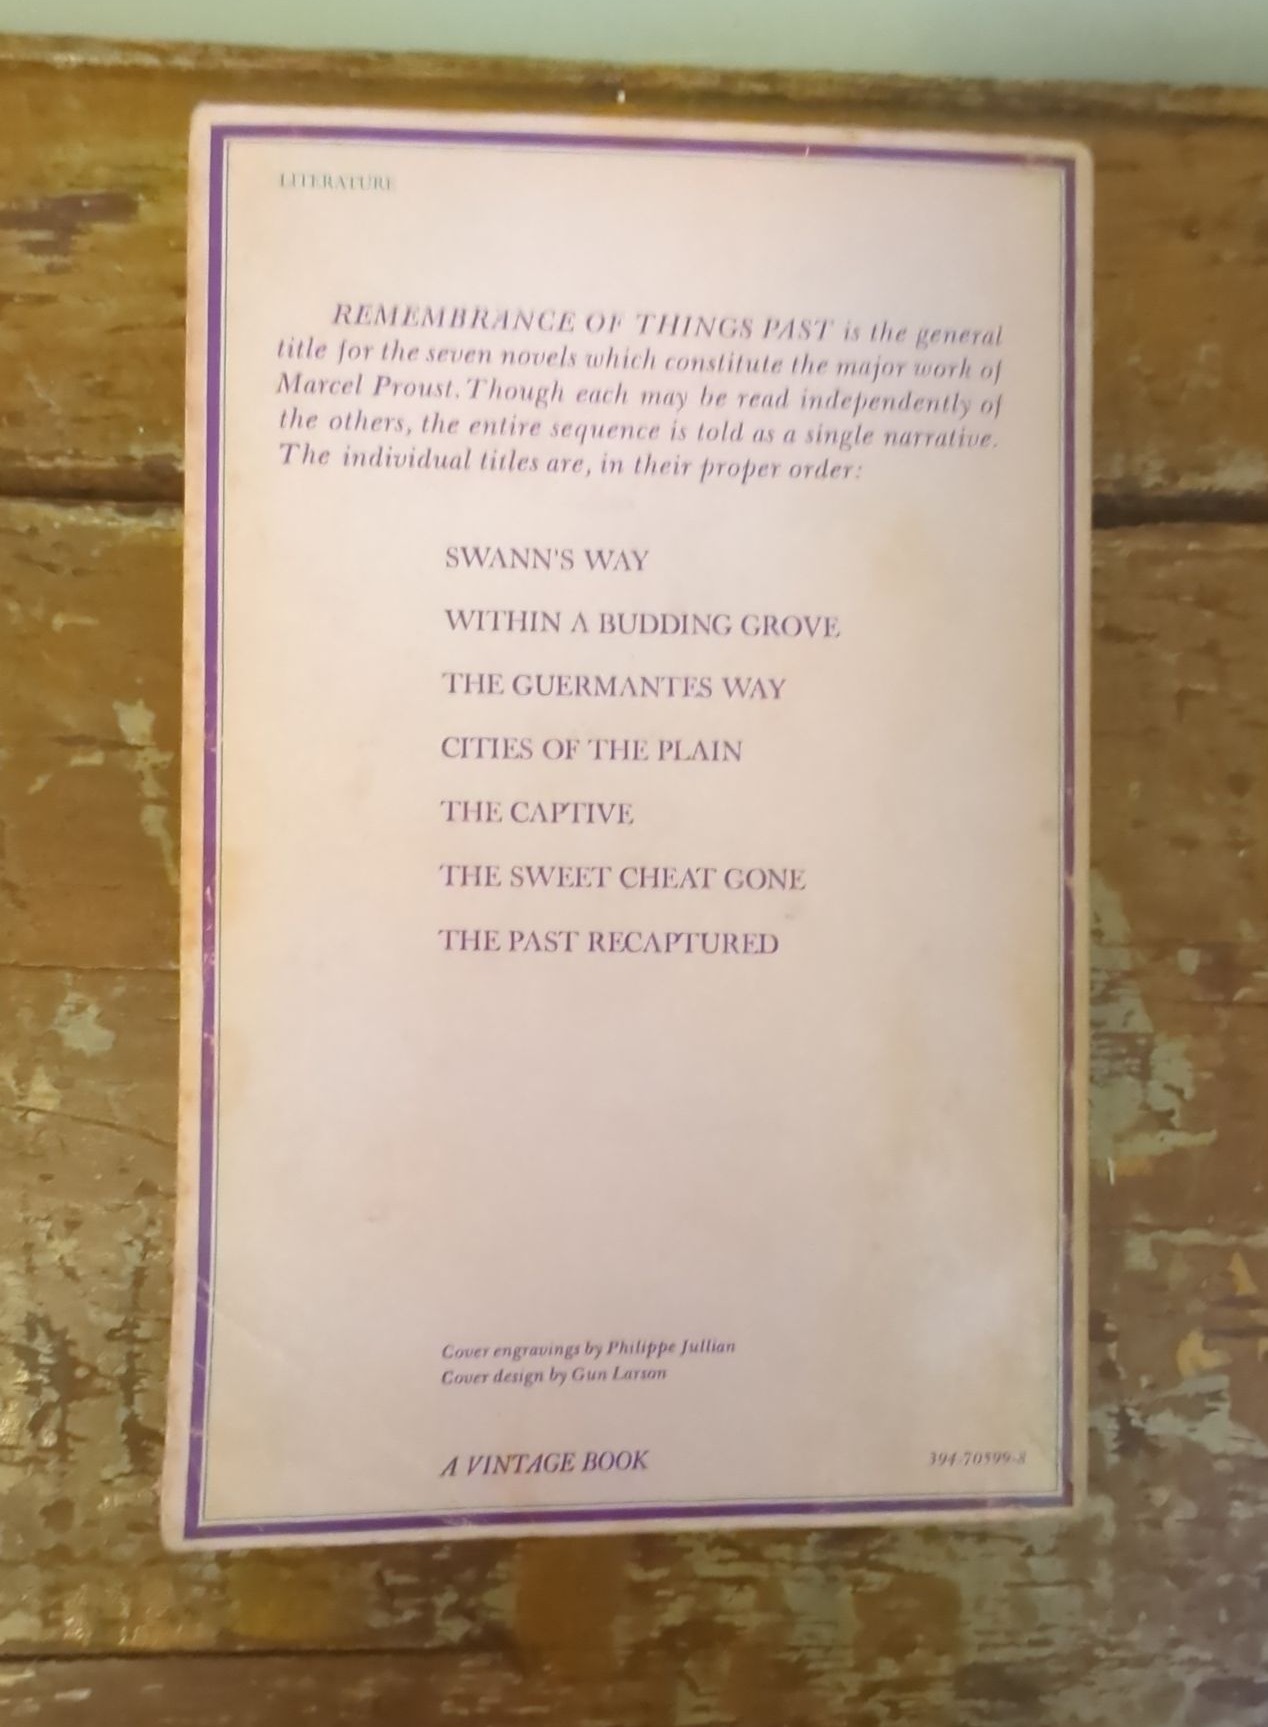 LITERATURE
REMEMBRANCE OF THINGS PAST is the general
title for the seven novels which constitute the major work of
Marcel Proust. Though each may be read independently of
the others, the entire sequence is told as a single narrative.
The individual titles are, in their proper order:
SWANN'S WAY
WITHIN A BUDDING GROVE
THE GUERMANTES WAY
CITIES OF THE PLAIN
THE CAPTIVE
THE SWEET CHEAT GONE
THE PAST RECAPTURED
Cover engravings by Philippe Jullian
Cover design by Gun Larson
A VINTAGE BOOK
394-70599-8